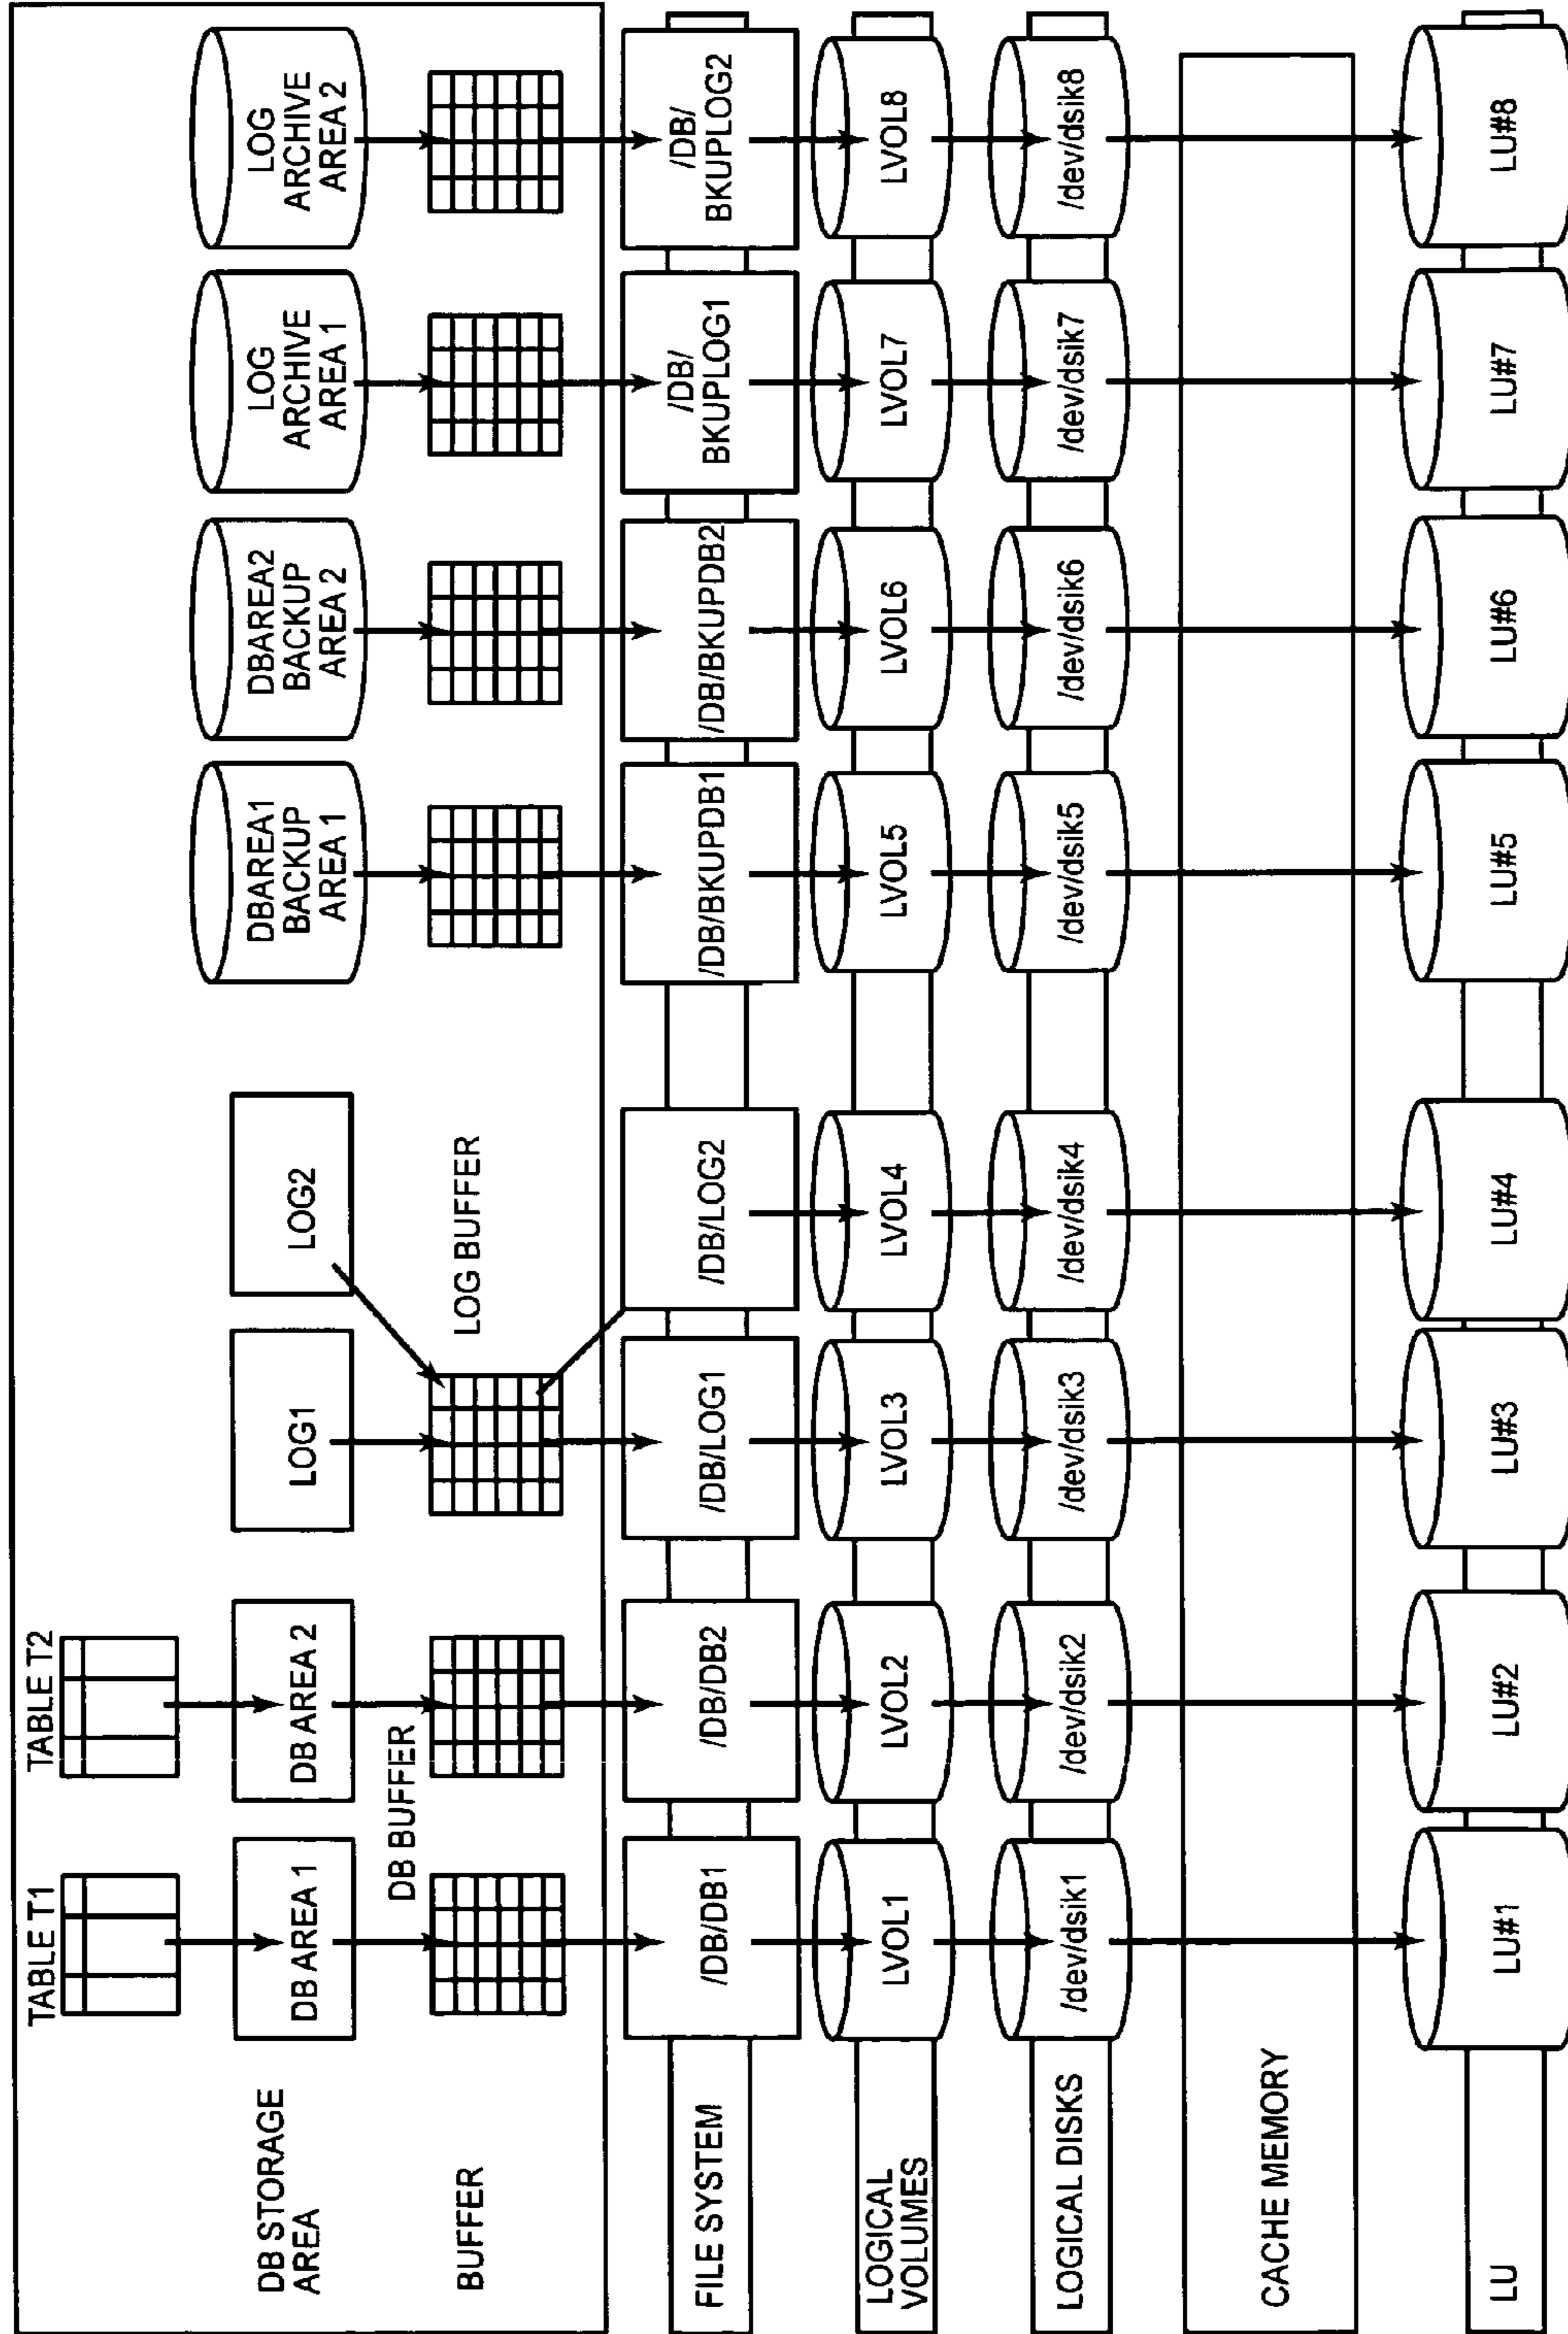 TABLE T1
TABLE T2
DB STORAGE
AREA
DB AREA 1
DB AREA 2
LOG1
LOG2
DBAREA1
BACKUP
AREA 1
DBAREA2
BACKUP
AREA 2
LOG
ARCHIVE
AREA 1
LOG
ARCHIVE
AREA 2
BUFFER
DB BUFFER
LOG BUFFER
FILE SYSTEM
/DB/DB1
/DB/DB2
/DB/LOG1
/DB/LOG2
/DB/BKUPDB1
/DB/BKUPDB2
/DB/
BKUPLOG1
/DB/
BKUPLOG2
LOGICAL
VOLUMES
LVOL1
LVOL2
LVOL3
LVOL4
LVOL5
LVOL6
LVOL7
LVOL8
LOGICAL DISKS
/dev/dsik1
/dev/dsik2
/dev/dsik3
/dev/dsik4
/dev/dsik5
/dev/dsik6
/dev/dsik7
/dev/dsik8
CACHE MEMORY
LU
LU#1
LU#2
LU#3
LU#4
LU#5
LU#6
LU#7
LU#8